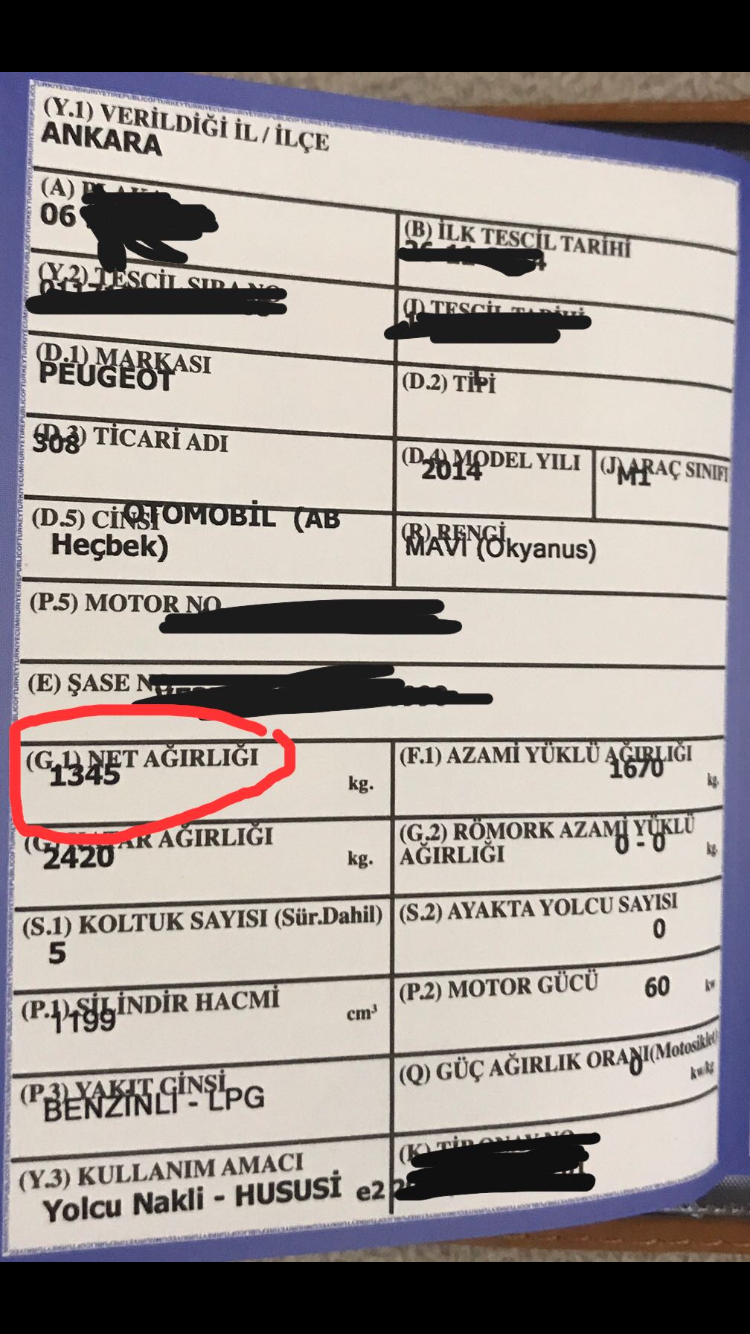 (Y.1) VERİLDİĞİ İL / İLÇE
ANKARA
(A)
06
(B) İLK TESCİL TARİHİ
(Y.2) TESCİL SIRA NO
(I) TESCİL TARİHİ
(D.1) MARKASI
PEUGEOT
(D.2) TİPİ
L
(D.3) TİCARİ ADI
308
(D.4) MODEL YILI
2014
(J) ARAÇ SINIFI
M1
(D.5) CİNSİ OTOMOBİL (AB
Heçbek)
(R) RENGİ
MAVİ (Okyanus)
(P.5) MOTOR NO
(E) ŞASE NO
(G.1) NET AĞIRLIĞI
1345 kg.
(F.1) AZAMİ YÜKLÜ AĞIRLIĞI
1670 kg.
KATAR AĞIRLIĞI
2420 kg.
(G.2) RÖMORK AZAMİ YÜKLÜ
AĞIRLIĞI 0 - 0 kg.
(S.1) KOLTUK SAYISI (Sür.Dahil)
5
(S.2) AYAKTA YOLCU SAYISI
0
(P.1) SİLİNDİR HACMİ
1199 cm³
(P.2) MOTOR GÜCÜ 60 kw
(P.3) YAKIT CİNSİ
BENZİNLİ - LPG
(Q) GÜÇ AĞIRLIK ORANI(Motosiklet)
0 kw/kg
(Y.3) KULLANIM AMACI
Yolcu Nakli - HUSUSİ e2
(K) TİP ONAY NO